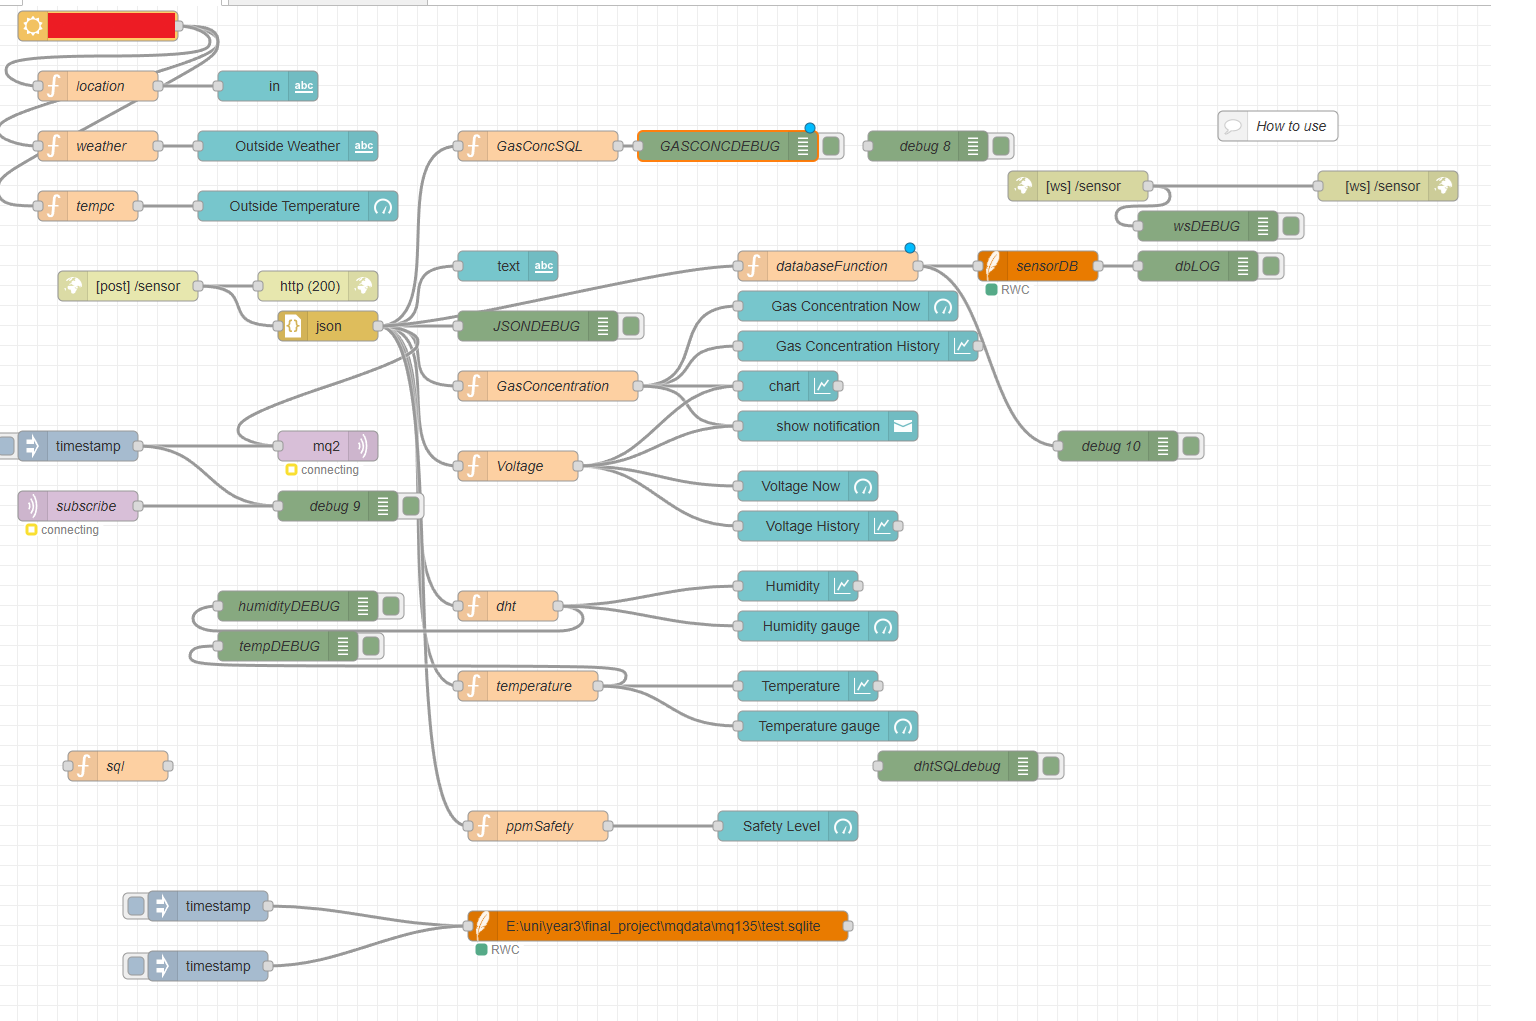 location
in
abc
How to use
weather
Outside Weather
abc
GasConcSQL
GASCONCDEBUG
debug 8
[ws] /sensor
[ws] /sensor
tempc
Outside Temperature
wsDEBUG
text
abc
databaseFunction
sensorDB
dbLOG
RWC
[post] /sensor
http (200)
Gas Concentration Now
json
JSONDEBUG
Gas Concentration History
GasConcentration
chart
show notification
timestamp
mq2
connecting
debug 10
Voltage
Voltage Now
subscribe
connecting
debug 9
Voltage History
Humidity
humidityDEBUG
dht
Humidity gauge
tempDEBUG
temperature
Temperature
Temperature gauge
sql
dhtSQLdebug
ppmSafety
Safety Level
timestamp
E:\uni\year3\final_project\mqdata\mq135\test.sqlite
RWC
timestamp